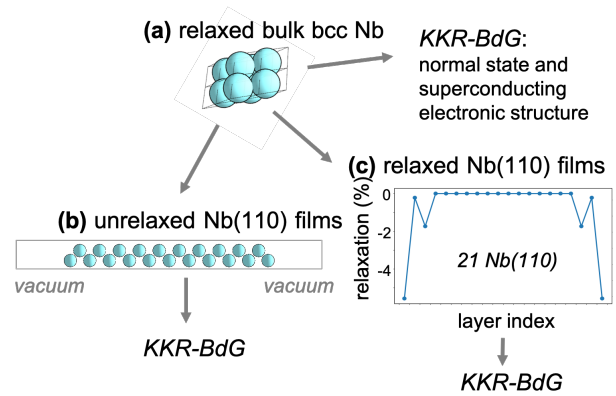 (a) relaxed bulk bcc Nb
KKR-BdG:
normal state and
superconducting
electronic structure
(b) unrelaxed Nb(110) films
vacuum
vacuum
KKR-BdG
(c) relaxed Nb(110) films
relaxation (%)
0
-2
-4
21 Nb(110)
layer index
KKR-BdG